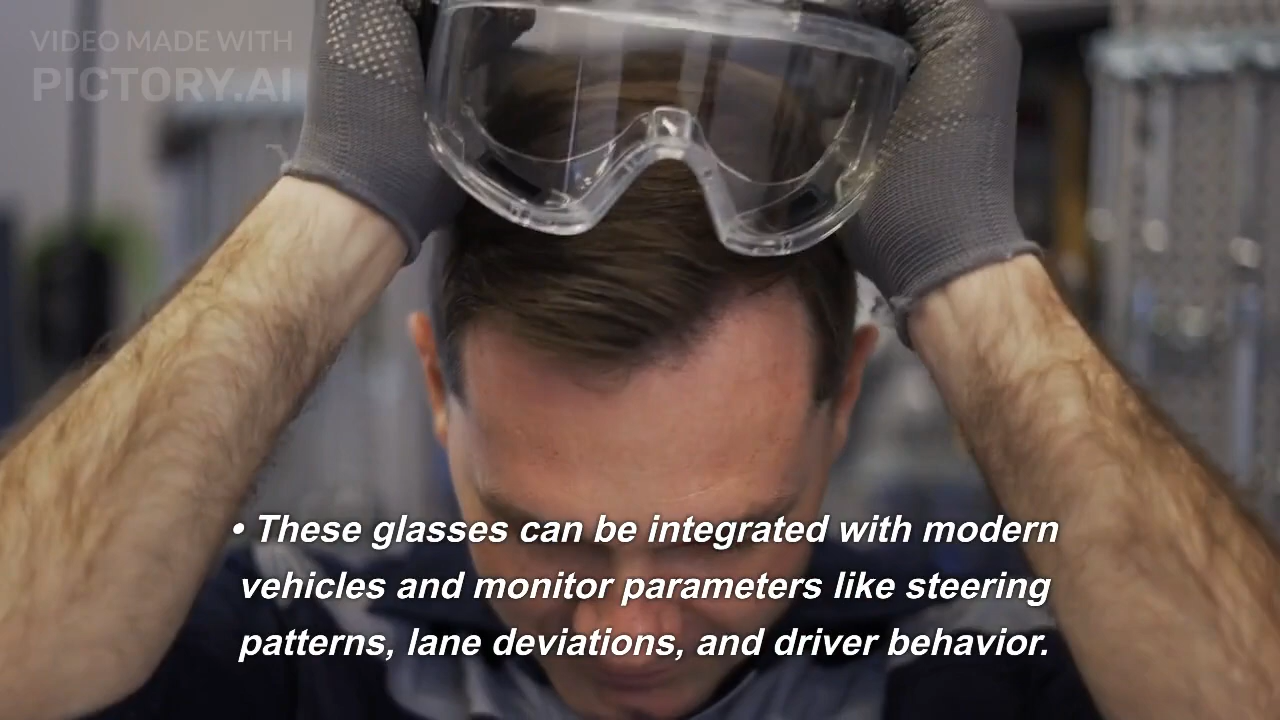 VIDEO MADE WITH
PICTORY.AI
• These glasses can be integrated with modern
vehicles and monitor parameters like steering
patterns, lane deviations, and driver behavior.